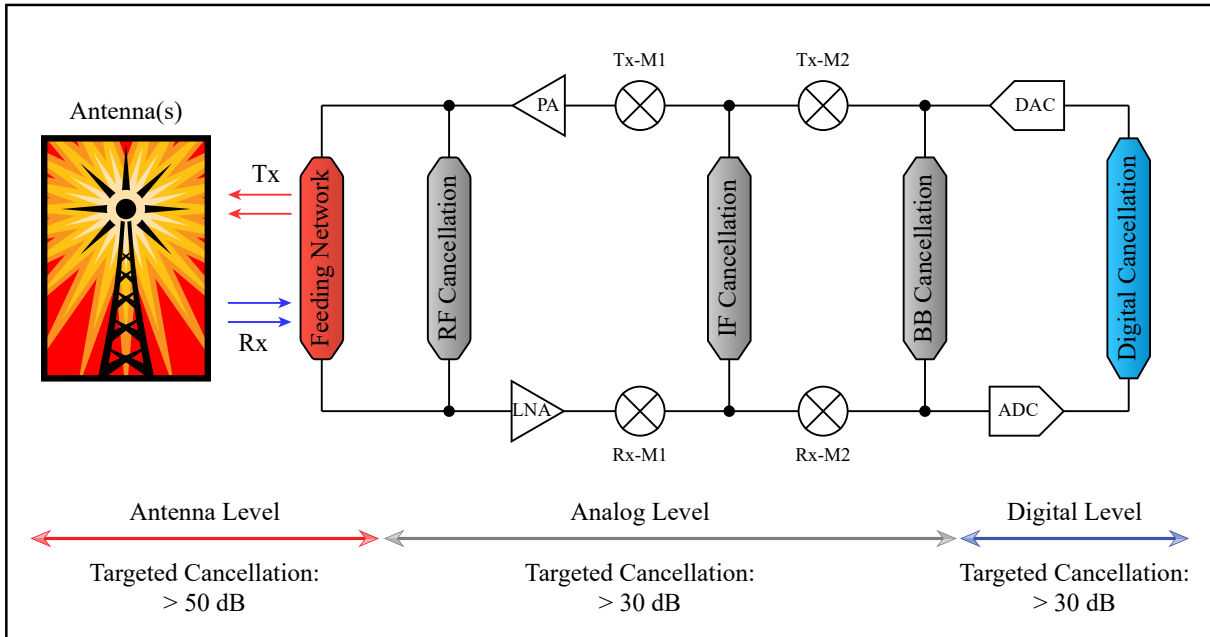 Tx-M1
Tx-M2
Antenna(s)
PA
DAC
Tx
Rx
Feeding Network
RF Cancellation
IF Cancellation
BB Cancellation
Digital Cancellation
LNA
ADC
Rx-M1
Rx-M2
Antenna Level
Analog Level
Digital Level
Targeted Cancellation:
> 50 dB
Targeted Cancellation:
> 30 dB
Targeted Cancellation:
> 30 dB